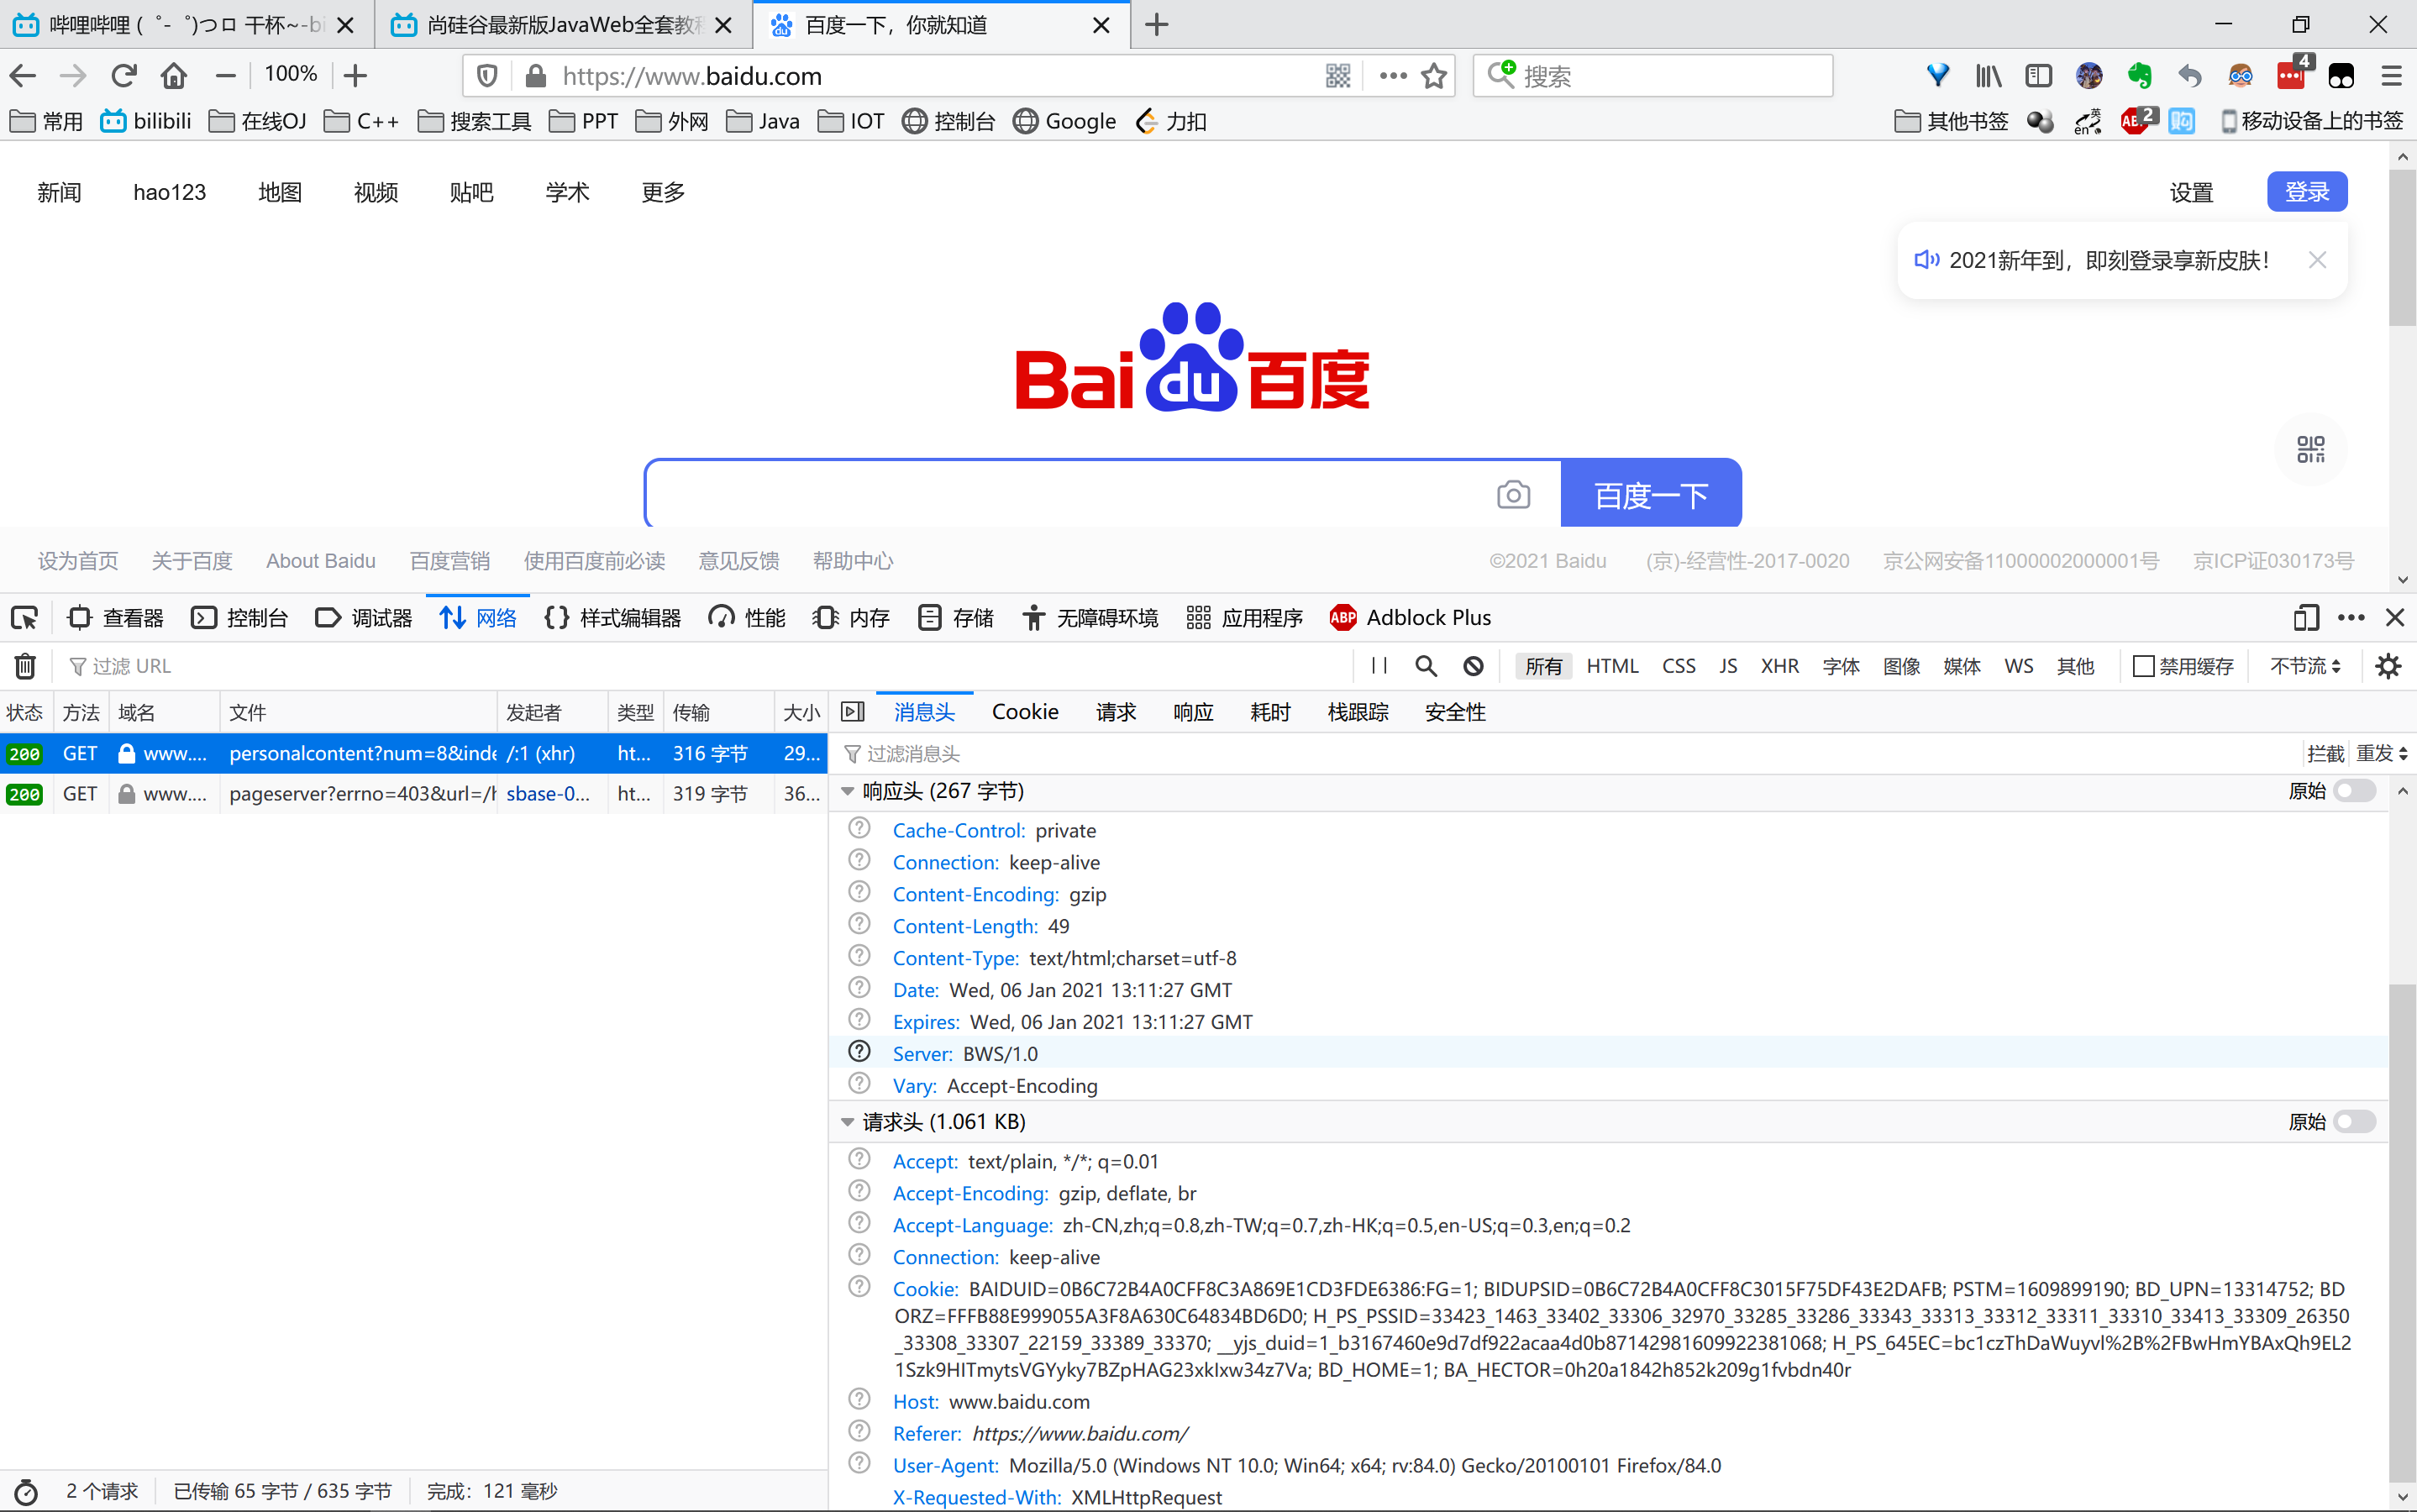 哔哩哔哩 (゜-゜)つロ 干杯~-bi
尚硅谷最新版JavaWeb全套教程
百度一下，你就知道
100%
https://www.baidu.com
搜索
4
常用 bilibili 在线OJ C++ 搜索工具 PPT 外网 Java IOT 控制台 Google 力扣
其他书签 英 en ABP 2 购 移动设备上的书签
新闻 hao123 地图 视频 贴吧 学术 更多
设置 登录
2021新年到，即刻登录享新皮肤！
Bai du 百度
百度一下
设为首页 关于百度 About Baidu 百度营销 使用百度前必读 意见反馈 帮助中心 ©2021 Baidu (京)-经营性-2017-0020 京公网安备11000002000001号 京ICP证030173号
查看器 控制台 调试器 网络 样式编辑器 性能 内存 存储 无障碍环境 应用程序 ABP Adblock Plus
过滤 URL
所有 HTML CSS JS XHR 字体 图像 媒体 WS 其他 禁用缓存 不节流
状态 方法 域名 文件 发起者 类型 传输 大小
200 GET www.... personalcontent?num=8&inde /:1 (xhr) ht... 316 字节 29...
200 GET www.... pageserver?errno=403&url=/h sbase-0... ht... 319 字节 36...
消息头 Cookie 请求 响应 耗时 栈跟踪 安全性
过滤消息头 拦截 重发
响应头 (267 字节) 原始
Cache-Control: private
Connection: keep-alive
Content-Encoding: gzip
Content-Length: 49
Content-Type: text/html;charset=utf-8
Date: Wed, 06 Jan 2021 13:11:27 GMT
Expires: Wed, 06 Jan 2021 13:11:27 GMT
Server: BWS/1.0
Vary: Accept-Encoding
请求头 (1.061 KB) 原始
Accept: text/plain, */*; q=0.01
Accept-Encoding: gzip, deflate, br
Accept-Language: zh-CN,zh;q=0.8,zh-TW;q=0.7,zh-HK;q=0.5,en-US;q=0.3,en;q=0.2
Connection: keep-alive
Cookie: BAIDUID=0B6C72B4A0CFF8C3A869E1CD3FDE6386:FG=1; BIDUPSID=0B6C72B4A0CFF8C3015F75DF43E2DAFB; PSTM=1609899190; BD_UPN=13314752; BD
ORZ=FFFB88E999055A3F8A630C64834BD6D0; H_PS_PSSID=33423_1463_33402_33306_32970_33285_33286_33343_33313_33312_33311_33310_33413_33309_26350
_33308_33307_22159_33389_33370; __yjs_duid=1_b3167460e9d7df922acaa4d0b87142981609922381068; H_PS_645EC=bc1czThDaWuyvl%2B%2FBwHmYBAxQh9EL2
1Szk9HITmytsVGYyky7BZpHAG23xkIxw34z7Va; BD_HOME=1; BA_HECTOR=0h20a1842h852k209g1fvbdn40r
Host: www.baidu.com
Referer: https://www.baidu.com/
User-Agent: Mozilla/5.0 (Windows NT 10.0; Win64; x64; rv:84.0) Gecko/20100101 Firefox/84.0
X-Requested-With: XMLHttpRequest
2 个请求 已传输 65 字节 / 635 字节 完成：121 毫秒